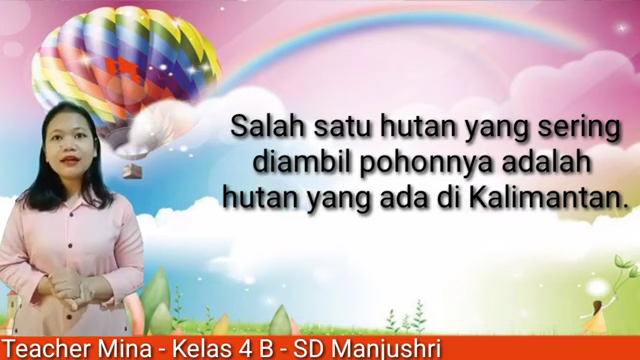 Salah satu hutan yang sering
diambil pohonnya adalah
hutan yang ada di Kalimantan.
Teacher Mina - Kelas 4 B - SD Manjushri